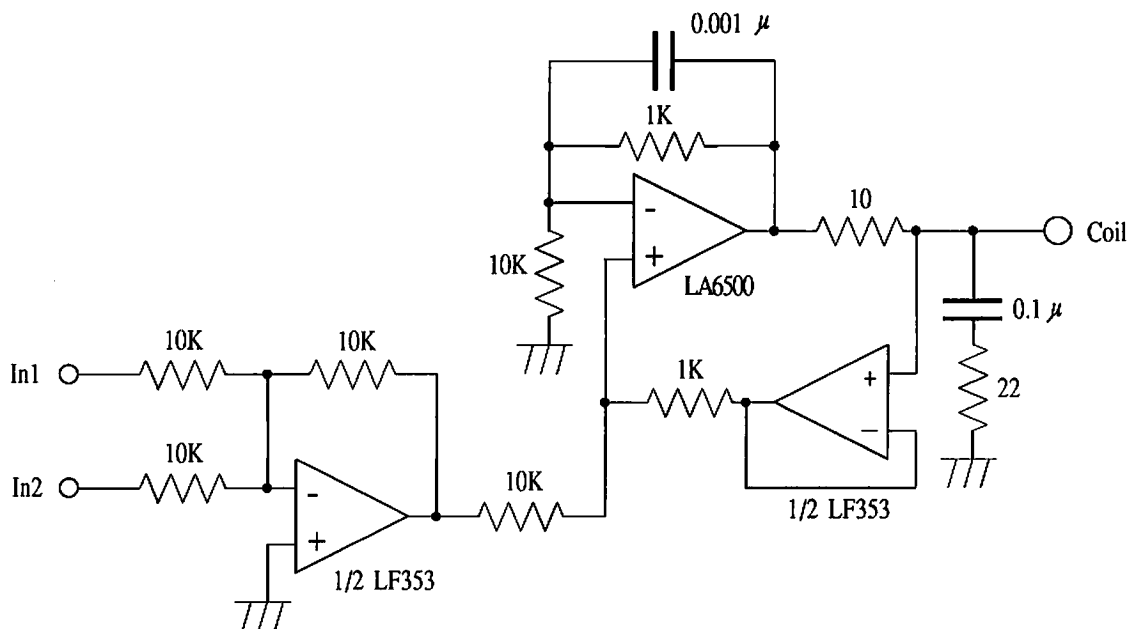 0.001 μ
1K
-
+
10
Coil
10K
LA6500
0.1 μ
10K
10K
In1
1K
+
-
22
10K
In2
10K
-
+
1/2 LF353
1/2 LF353